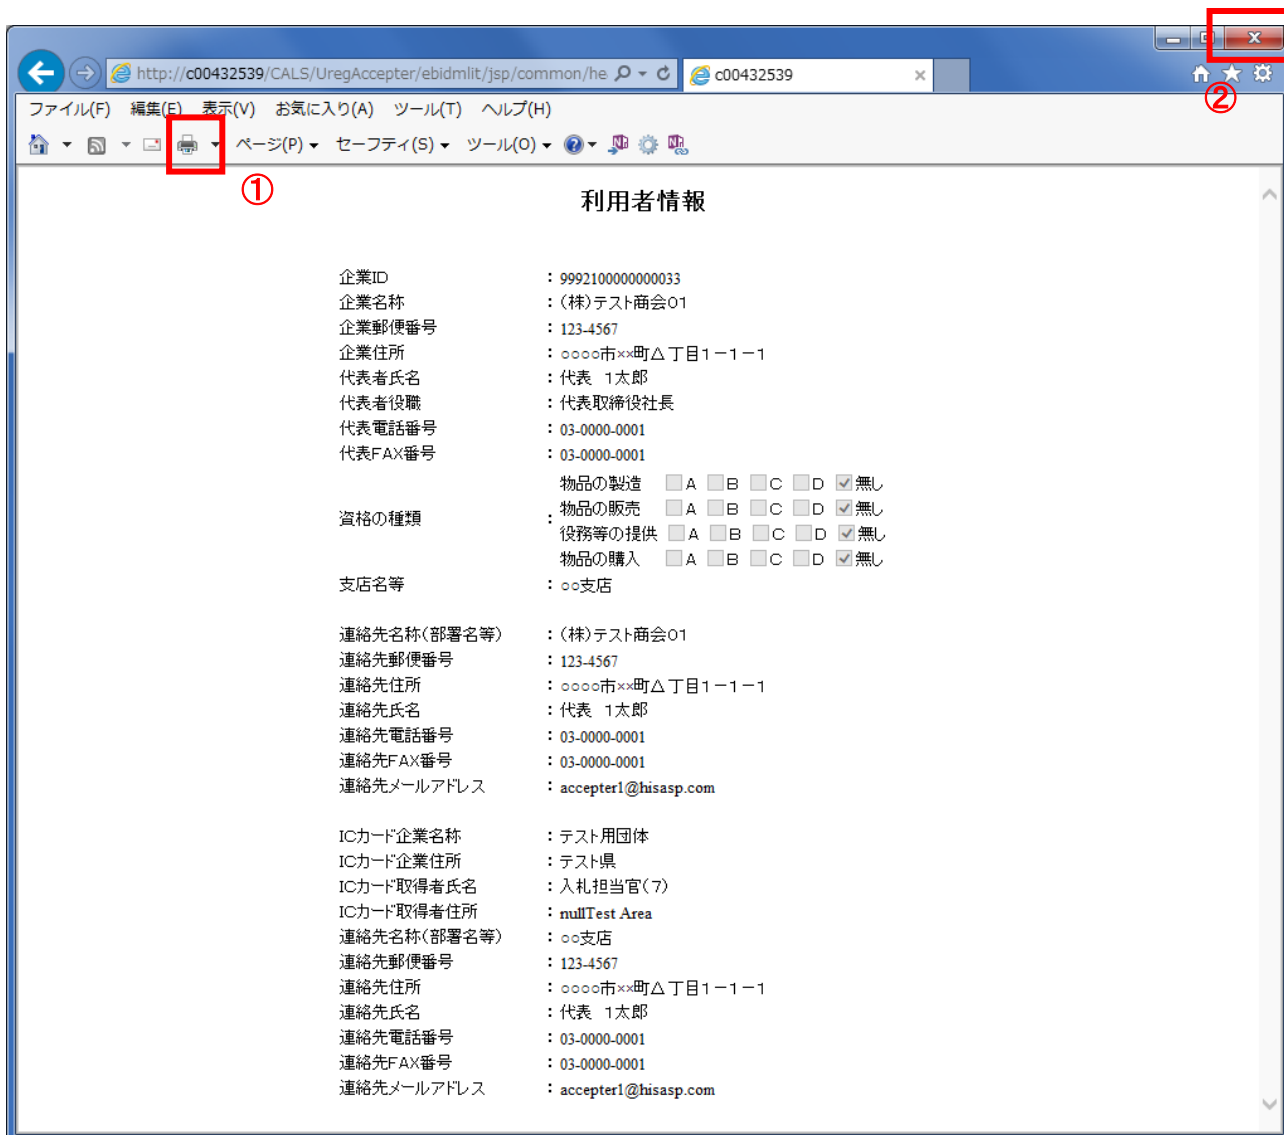 ②
http://c00432539/CALS/UregAccepter/ebidmlit/jsp/common/he
c00432539
ファイル(F) 編集(E) 表示(V) お気に入り(A) ツール(T) ヘルプ(H)
ページ(P) セーフティ(S) ツール(O)
①
利用者情報
企業ID : 9992100000000033
企業名称 : (株)テスト商会01
企業郵便番号 : 123-4567
企業住所 : ○○○○市××町△丁目1－1－1
代表者氏名 : 代表 1太郎
代表者役職 : 代表取締役社長
代表電話番号 : 03-0000-0001
代表FAX番号 : 03-0000-0001
資格の種類 :
物品の製造 A B C D 無し
物品の販売 A B C D 無し
役務等の提供 A B C D 無し
物品の購入 A B C D 無し
支店名等 : ○○支店
連絡先名称(部署名等) : (株)テスト商会01
連絡先郵便番号 : 123-4567
連絡先住所 : ○○○○市××町△丁目1－1－1
連絡先氏名 : 代表 1太郎
連絡先電話番号 : 03-0000-0001
連絡先FAX番号 : 03-0000-0001
連絡先メールアドレス : accepter1@hisasp.com
ICカード企業名称 : テスト用団体
ICカード企業住所 : テスト県
ICカード取得者氏名 : 入札担当官(7)
ICカード取得者住所 : nullTest Area
連絡先名称(部署名等) : ○○支店
連絡先郵便番号 : 123-4567
連絡先住所 : ○○○○市××町△丁目1－1－1
連絡先氏名 : 代表 1太郎
連絡先電話番号 : 03-0000-0001
連絡先FAX番号 : 03-0000-0001
連絡先メールアドレス : accepter1@hisasp.com